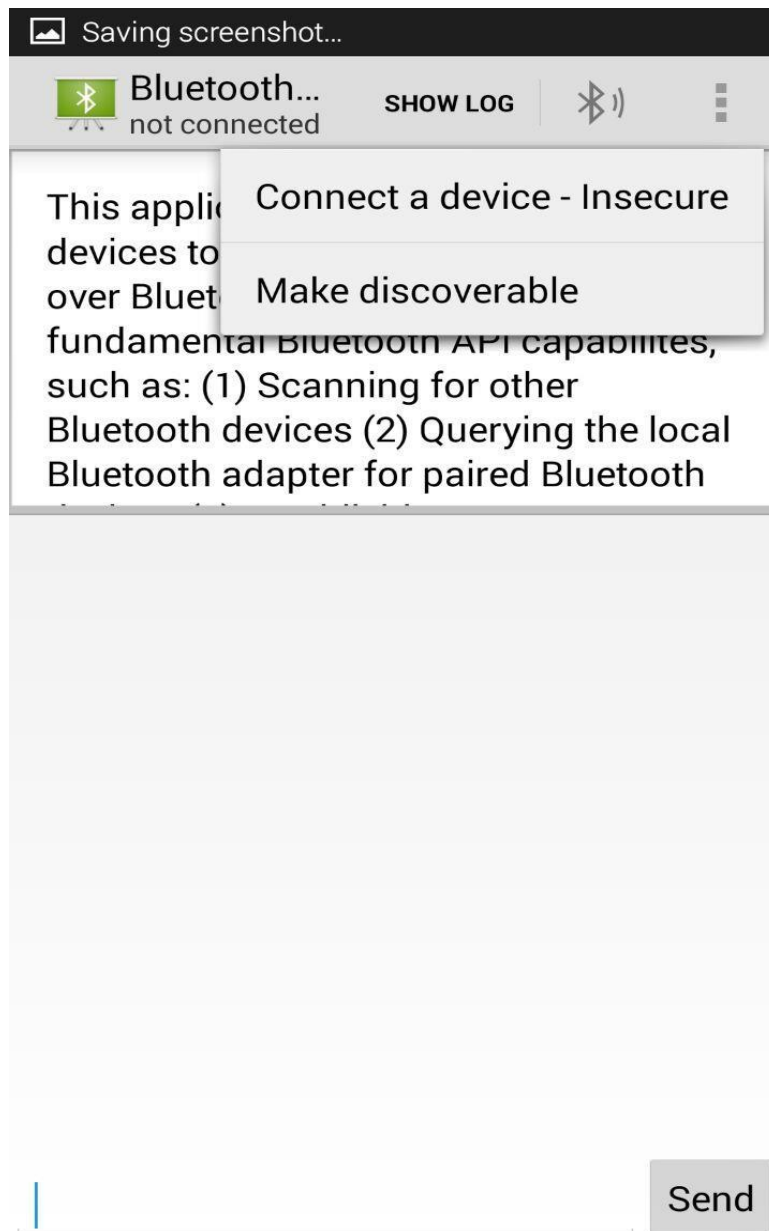 Saving screenshot...
Bluetooth...
not connected
SHOW LOG
Connect a device - Insecure
Make discoverable
This applic
devices to
over Bluet
fundamental Bluetooth API capabilites,
such as: (1) Scanning for other
Bluetooth devices (2) Querying the local
Bluetooth adapter for paired Bluetooth
Send